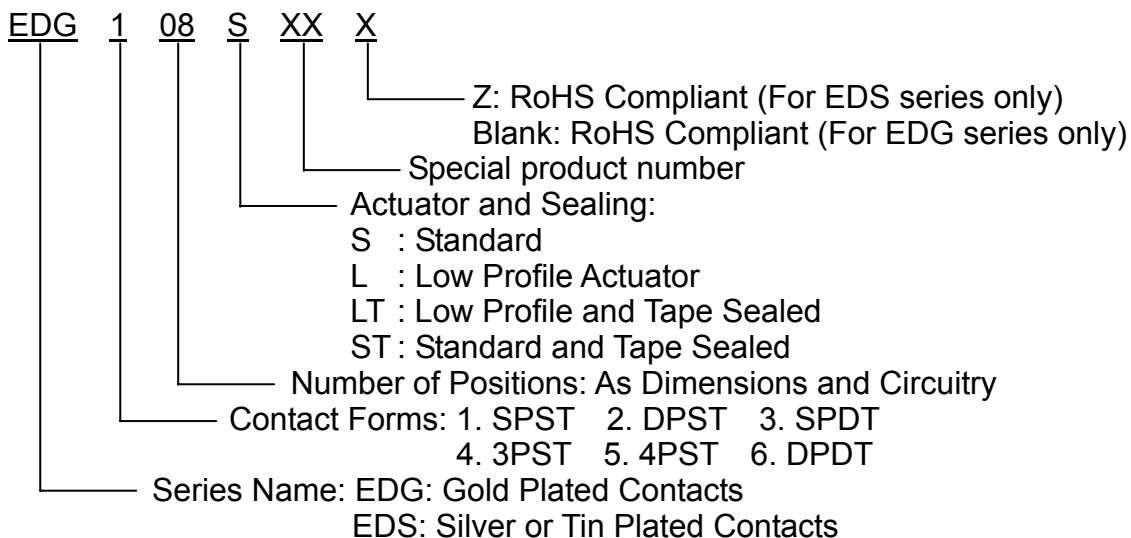 EDG 1 08 S XX X
Z: RoHS Compliant (For EDS series only)
Blank: RoHS Compliant (For EDG series only)
Special product number
Actuator and Sealing:
S : Standard
L : Low Profile Actuator
LT : Low Profile and Tape Sealed
ST : Standard and Tape Sealed
Number of Positions: As Dimensions and Circuitry
Contact Forms: 1. SPST 2. DPST 3. SPDT
4. 3PST 5. 4PST 6. DPDT
Series Name: EDG: Gold Plated Contacts
EDS: Silver or Tin Plated Contacts